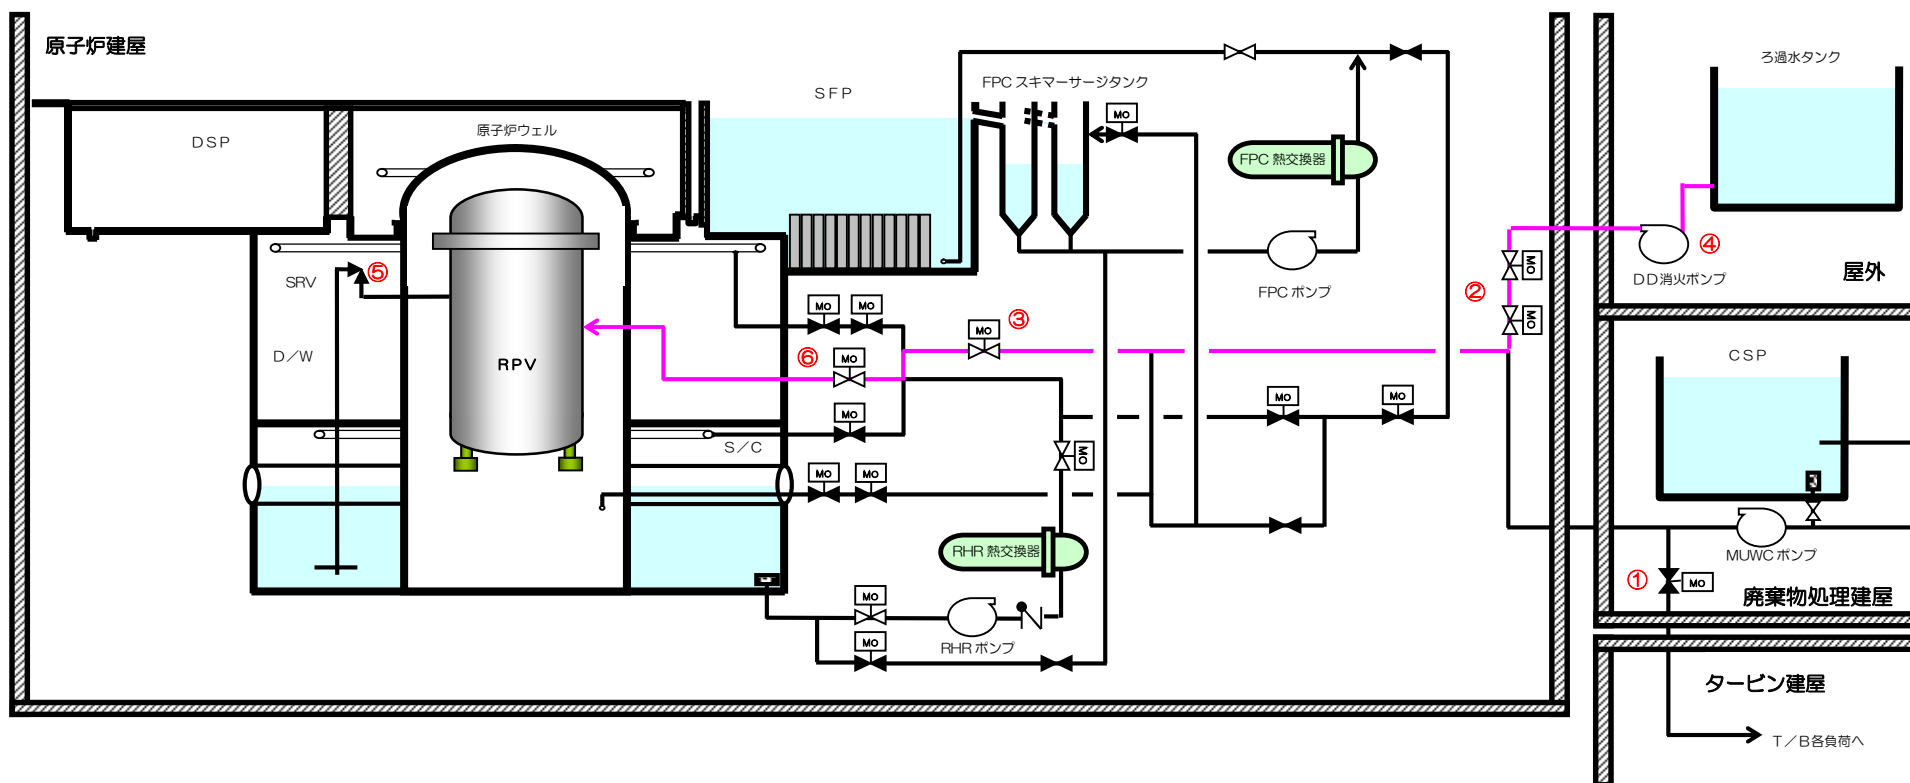 原子炉建屋
ろ過水タンク
FPC スキマーサージタンク
SFP
MO
原子炉ウェル
DSP
FPC 熱交換器
④
DD消火ポンプ
屋外
MO
SRV
⑤
FPC ポンプ
②
MO
MO
MO
③
MO
D/W
⑥
MO
RPV
CSP
MO
MO
MO
S/C
MO
MO
MO
RHR 熱交換器
MUWC ポンプ
①
MO
MO
廃棄物処理建屋
MO
RHR ポンプ
タービン建屋
T/B各負荷へ